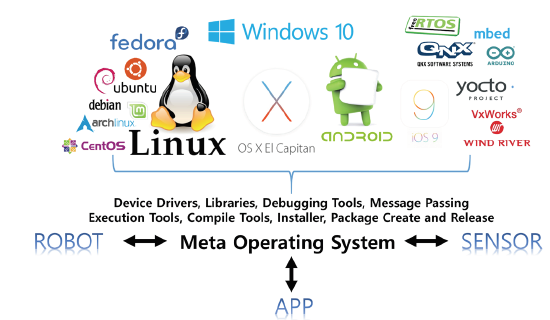 fedora
Windows 10
FreeRTOS
mbed
QNX
QNX SOFTWARE SYSTEMS
ARDUINO
ubuntu
debian
archlinux
CentOS
Linux
OS X El Capitan
ANDROID
9
iOS 9
yocto
PROJECT
VxWorks®
WIND RIVER
Device Drivers, Libraries, Debugging Tools, Message Passing
Execution Tools, Compile Tools, Installer, Package Create and Release
ROBOT
Meta Operating System
SENSOR
APP